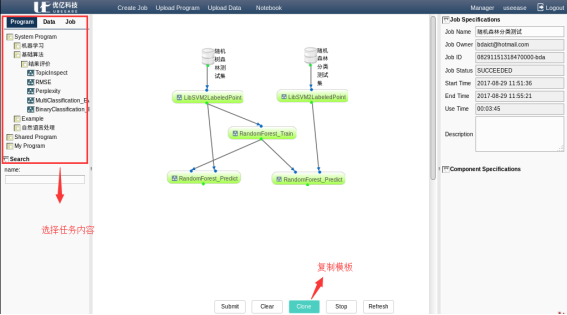 优亿科技
USEEASE
Create Job Upload Program Upload Data Notebook
Manager useease Logout
Program Data Job
System Program
机器学习
基础算法
结果评价
TopicInspect
RMSE
Perplexity
MultiClassification_Ev
BinaryClassification_E
Example
自然语言处理
Shared Program
My Program
Search
name:
选择任务内容
随机
森林
林测
试集
随机
森林
分类
测试
集
LibSVM2LabeledPoint
LibSVM2LabeledPoint
RandomForest_Train
RandomForest_Predict
RandomForest_Predict
复制模板
Submit Clear Clone Stop Refresh
Job Specifications
Job Name 随机森林分类测试
Job Owner bdaict@hotmail.com
Job ID 08291151318470000-bda
Job Status SUCCEEDED
Start Time 2017-08-29 11:51:36
End Time 2017-08-29 11:55:21
Use Time 00:03:45
Description
Component Specifications